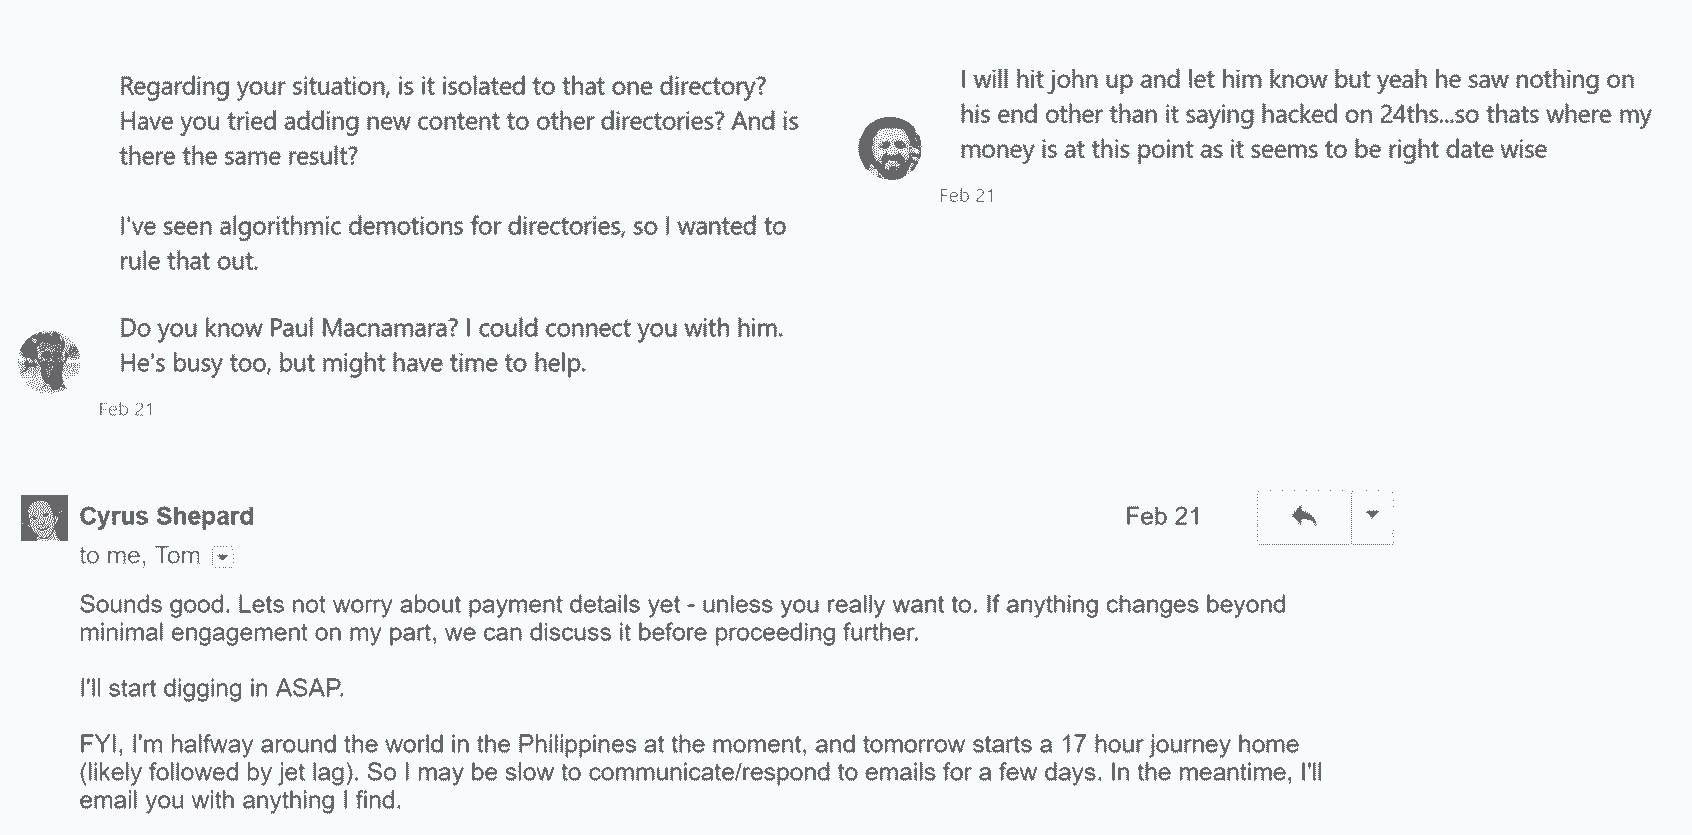 Regarding your situation, is it isolated to that one directory?
Have you tried adding new content to other directories? And is
there the same result?
I've seen algorithmic demotions for directories, so I wanted to
rule that out.
Do you know Paul Macnamara? I could connect you with him.
He's busy too, but might have time to help.
Feb 21
I will hit john up and let him know but yeah he saw nothing on
his end other than it saying hacked on 24ths...so thats where my
money is at this point as it seems to be right date wise
Feb 21
Cyrus Shepard
Feb 21
to me, Tom
Sounds good. Lets not worry about payment details yet - unless you really want to. If anything changes beyond
minimal engagement on my part, we can discuss it before proceeding further.
I'll start digging in ASAP.
FYI, I'm halfway around the world in the Philippines at the moment, and tomorrow starts a 17 hour journey home
(likely followed by jet lag). So I may be slow to communicate/respond to emails for a few days. In the meantime, I'll
email you with anything I find.